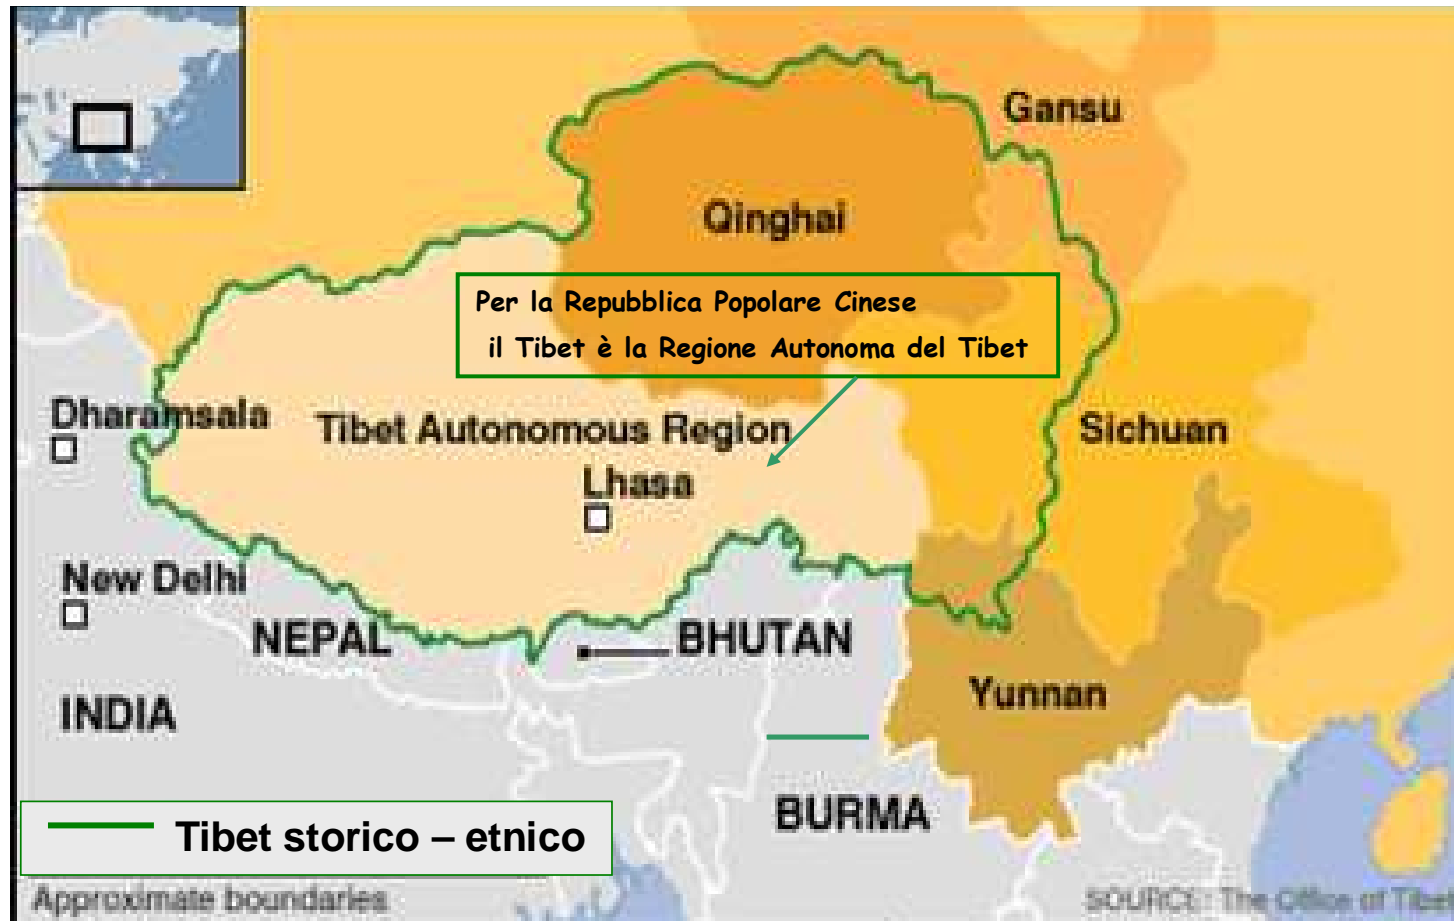 Gansu
Qinghai
Per la Repubblica Popolare Cinese
il Tibet è la Regione Autonoma del Tibet
Dharamsala
Tibet Autonomous Region
Sichuan
Lhasa
New Delhi
NEPAL
BHUTAN
Yunnan
INDIA
BURMA
Tibet storico – etnico
Approximate boundaries
SOURCE: The Office of Tibet